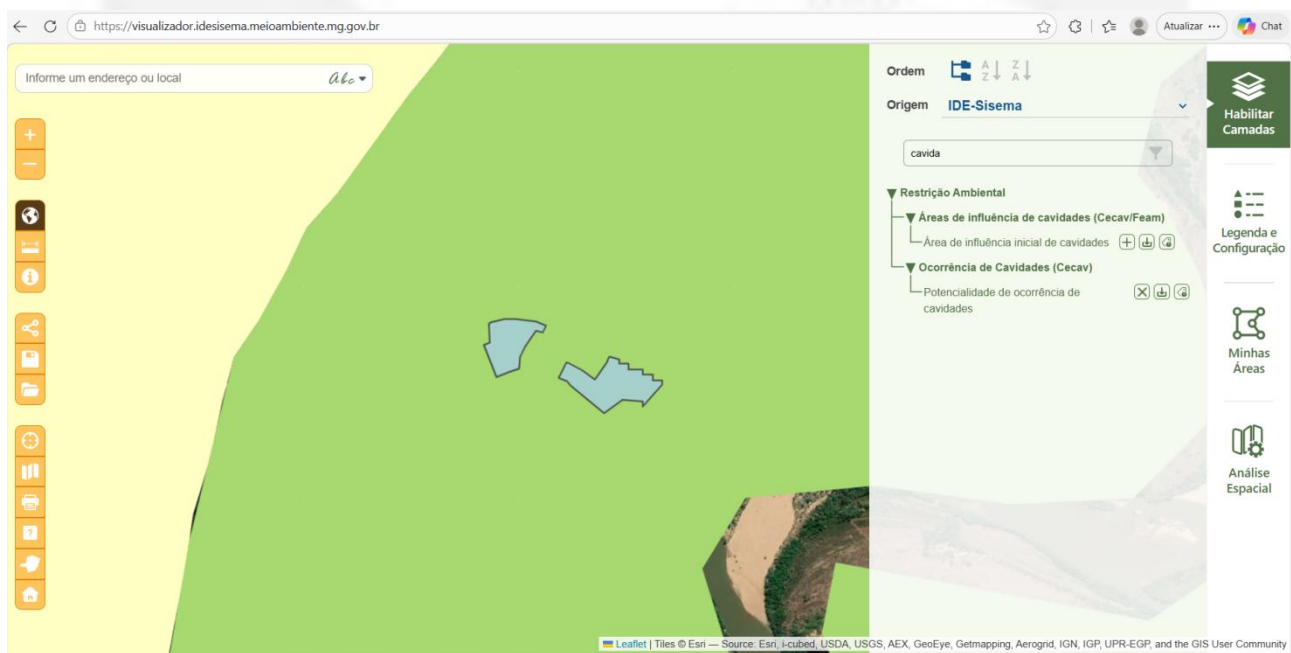 https://visualizador.idesisema.meioambiente.mg.gov.br
Atualizar
Chat
Informe um endereço ou local
Abc
Ordem
A Z
Z A
Origem IDE-Sisema
cavida
Restrição Ambiental
Áreas de influência de cavidades (Cecav/Feam)
Área de influência inicial de cavidades
Ocorrência de Cavidades (Cecav)
Potencialidade de ocorrência de
cavidades
Habilitar
Camadas
Legenda e
Configuração
Minhas
Áreas
Análise
Espacial
Leaflet | Tiles © Esri — Source: Esri, i-cubed, USDA, USGS, AEX, GeoEye, Getmapping, Aerogrid, IGN, IGP, UPR-EGP, and the GIS User Community